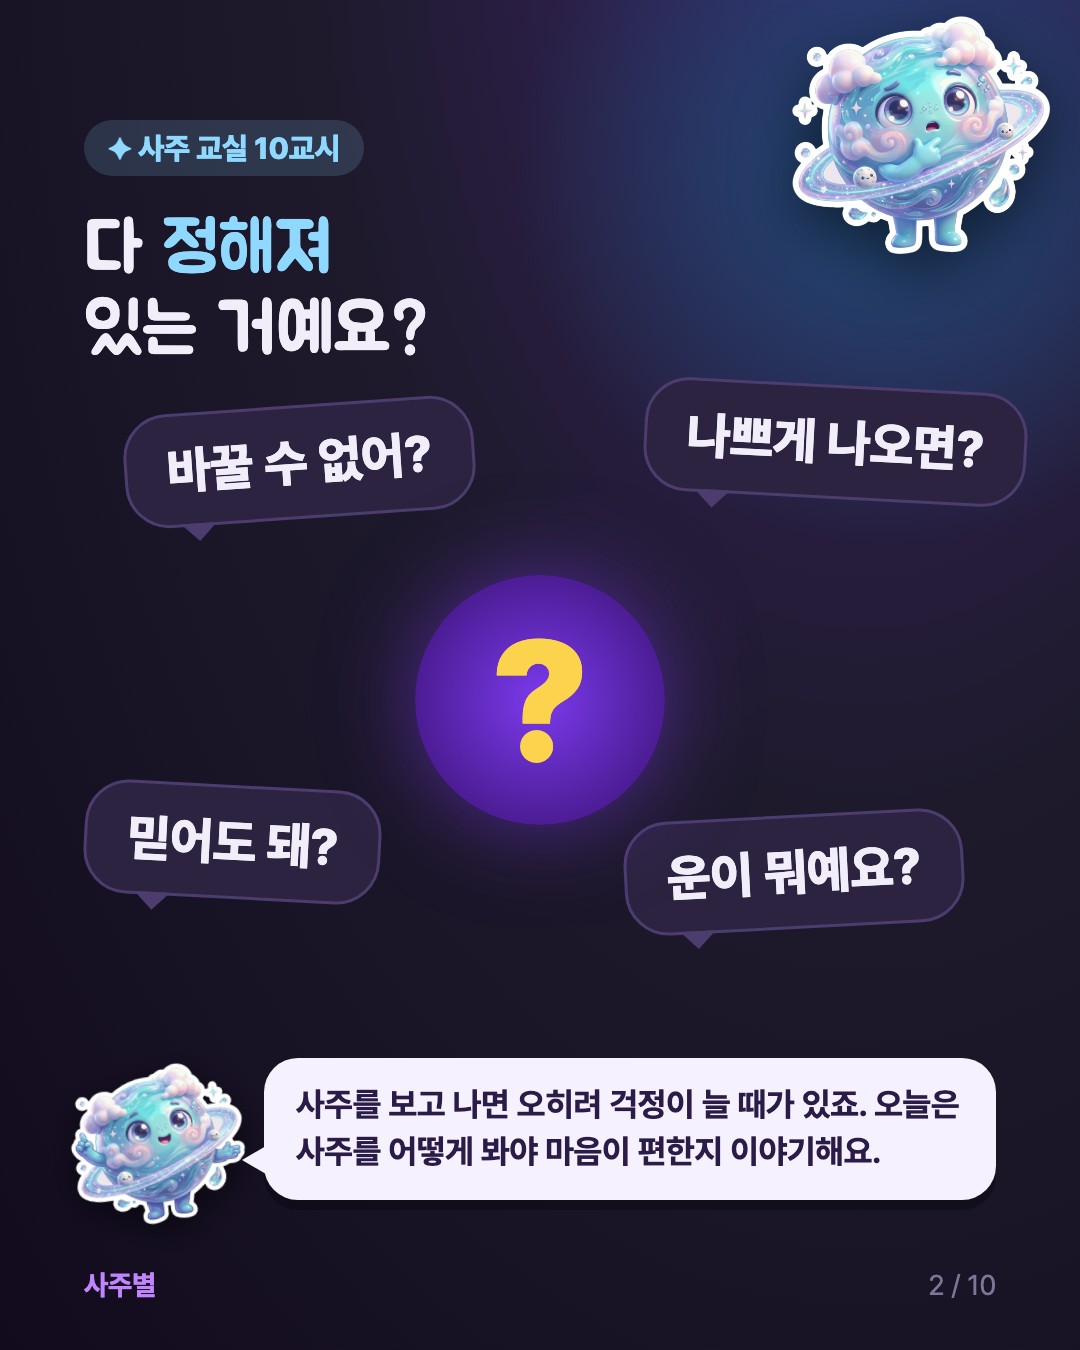 ✦ 사주 교실 10교시
다 정해져
있는 거예요?
바꿀 수 없어?
나쁘게 나오면?
?
믿어도 돼?
운이 뭐예요?
사주를 보고 나면 오히려 걱정이 늘 때가 있죠. 오늘은
사주를 어떻게 봐야 마음이 편한지 이야기해요.
사주별
2 / 10